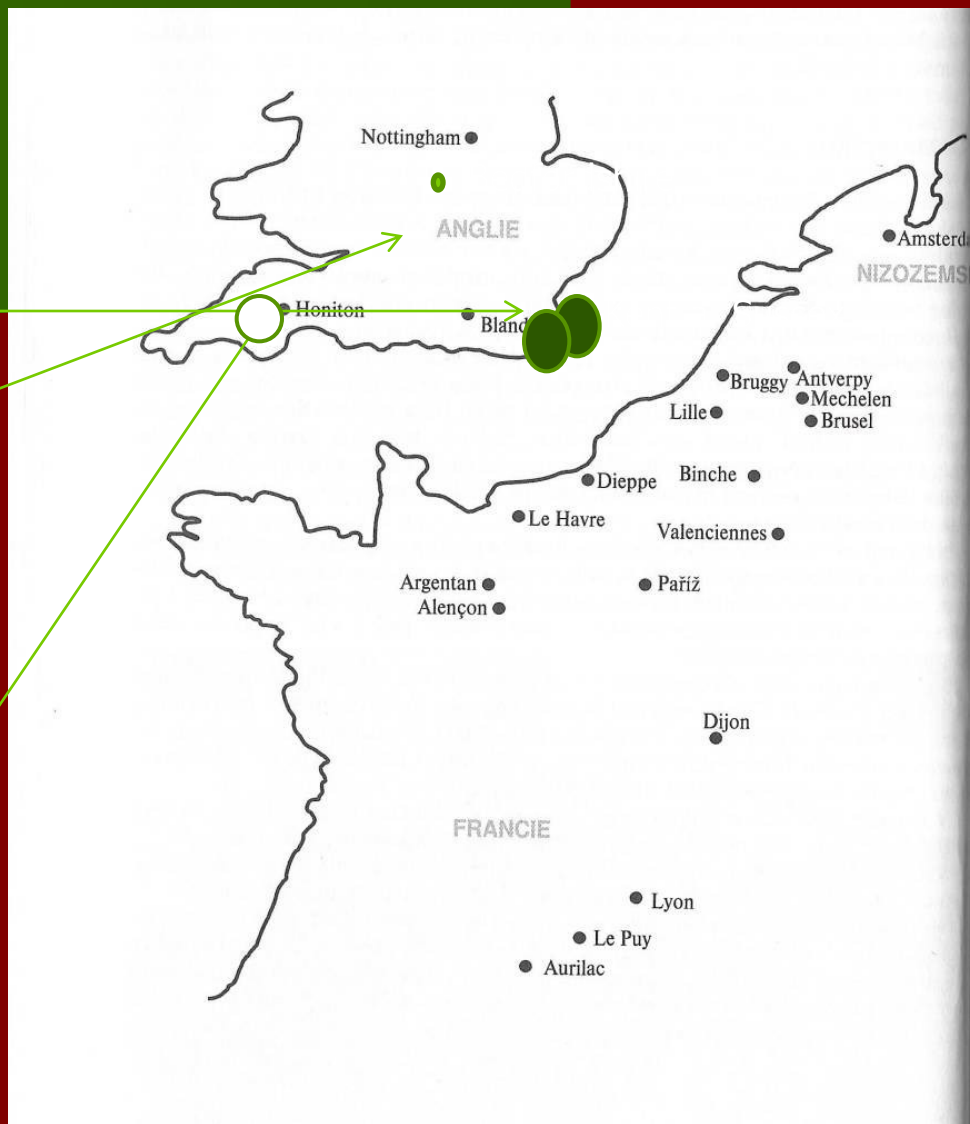 Nottingham
ANGLIE
Amsterda
NIZOZEMS
Honiton
Bland
Bruggy
Antverpy
Mechelen
Lille
Brusel
Binche
Dieppe
Le Havre
Valenciennes
Argentan
Paříž
Alençon
Dijon
FRANCIE
Lyon
Le Puy
Aurilac